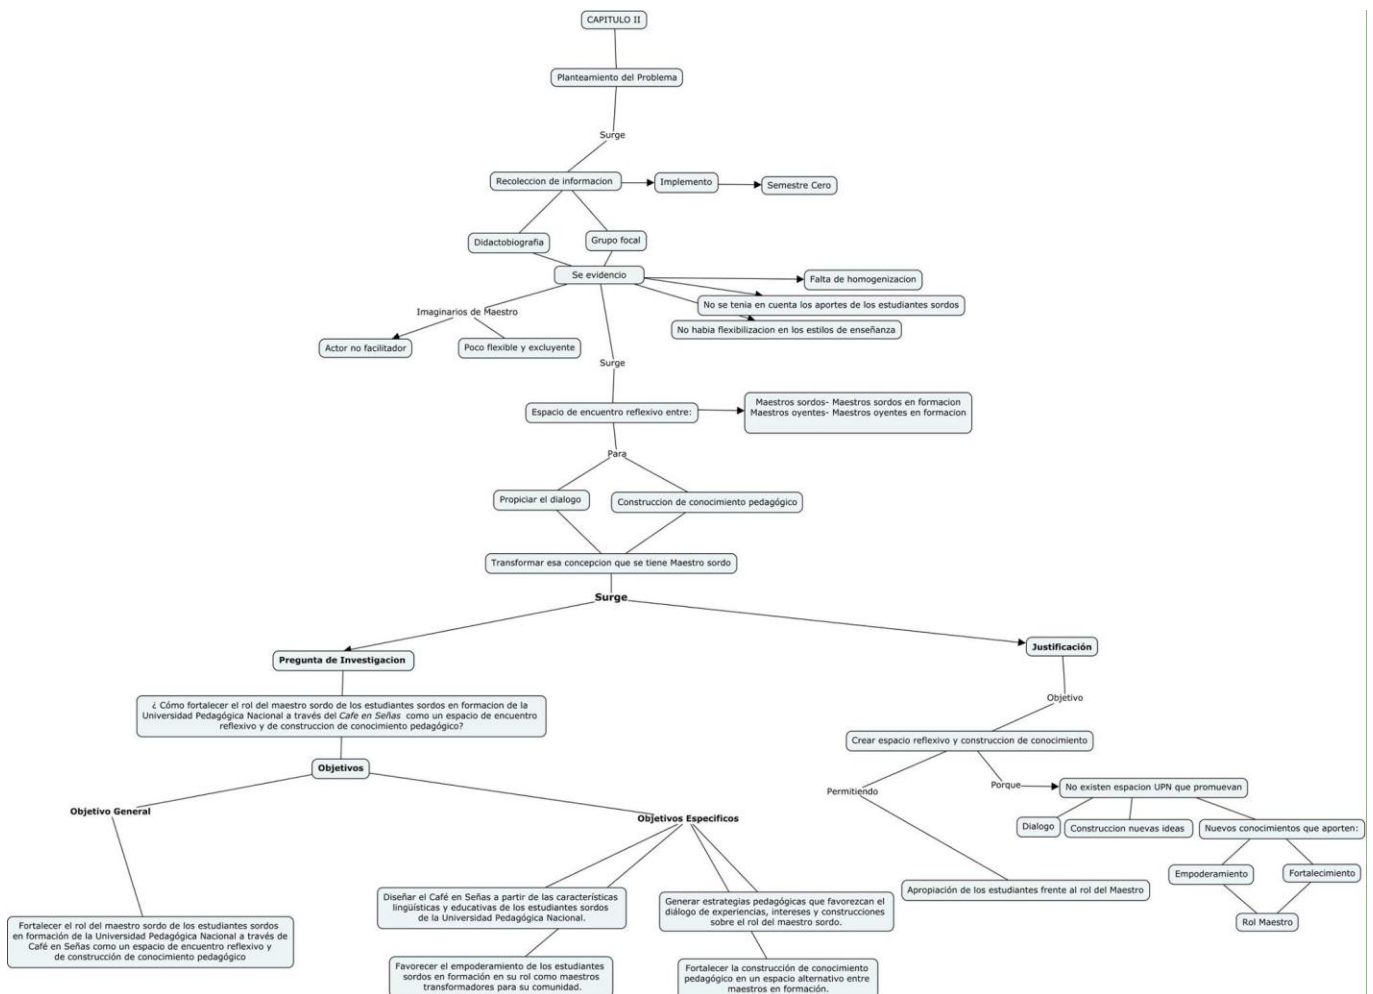 CAPITULO II
Planteamiento del Problema
Surge
Recoleccion de informacion
Implemento
Semestre Cero
Didactobiografia
Grupo focal
Se evidencio
Falta de homogenizacion
No se tenia en cuenta los aportes de los estudiantes sordos
No habia flexibilizacion en los estilos de enseñanza
Imaginarios de Maestro
Actor no facilitador
Poco flexible y excluyente
Surge
Espacio de encuentro reflexivo entre:
Maestros sordos- Maestros sordos en formacion
Maestros oyentes- Maestros oyentes en formacion
Para
Propiciar el dialogo
Construccion de conocimiento pedagógico
Transformar esa concepcion que se tiene Maestro sordo
Surge
Pregunta de Investigacion
¿ Cómo fortalecer el rol del maestro sordo de los estudiantes sordos en formacion de la
Universidad Pedagógica Nacional a través del Cafe en Señas como un espacio de encuentro
reflexivo y de construccion de conocimiento pedagógico?
Objetivos
Objetivo General
Fortalecer el rol del maestro sordo de los estudiantes sordos
en formación de la Universidad Pedagógica Nacional a través de
Café en Señas como un espacio de encuentro reflexivo y
de construcción de conocimiento pedagógico
Objetivos Especificos
Diseñar el Café en Señas a partir de las características
lingüísticas y educativas de los estudiantes sordos
de la Universidad Pedagógica Nacional.
Generar estrategias pedagógicas que favorezcan el
diálogo de experiencias, intereses y construcciones
sobre el rol del maestro sordo.
Favorecer el empoderamiento de los estudiantes
sordos en formación en su rol como maestros
transformadores para su comunidad.
Fortalecer la construcción de conocimiento
pedagógico en un espacio alternativo entre
maestros en formación.
Justificación
Objetivo
Crear espacio reflexivo y construccion de conocimiento
Permitiendo
Porque
No existen espacion UPN que promuevan
Dialogo
Construccion nuevas ideas
Nuevos conocimientos que aporten:
Empoderamiento
Fortalecimiento
Rol Maestro
Apropiación de los estudiantes frente al rol del Maestro